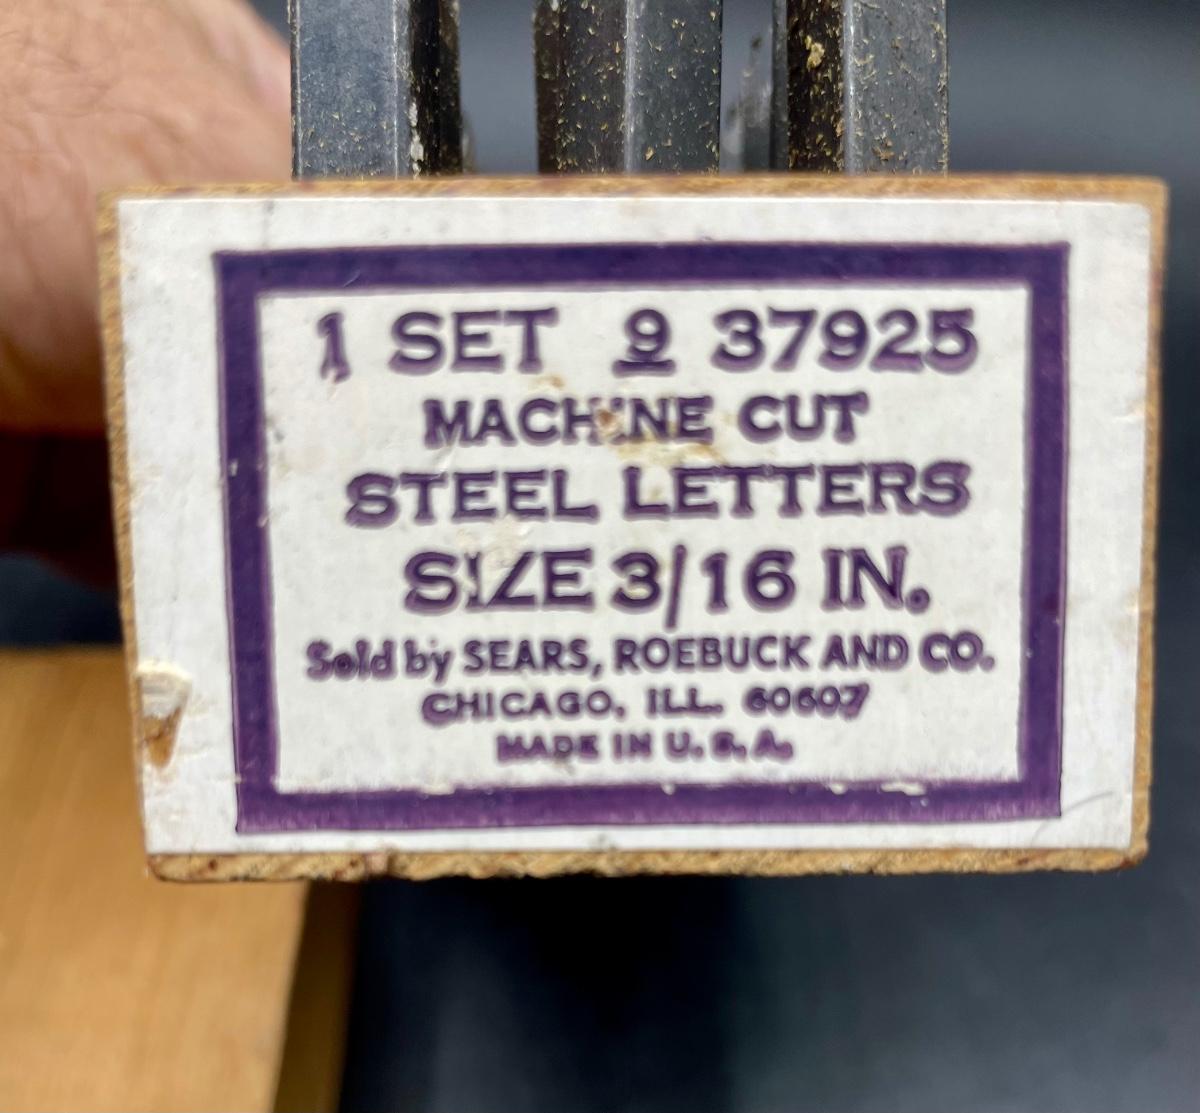 1 SET 9 37925
MACHINE CUT
STEEL LETTERS
SIZE 3/16 IN.
Sold by SEARS, ROEBUCK AND CO.
CHICAGO, ILL. 60607
MADE IN U.S.A.